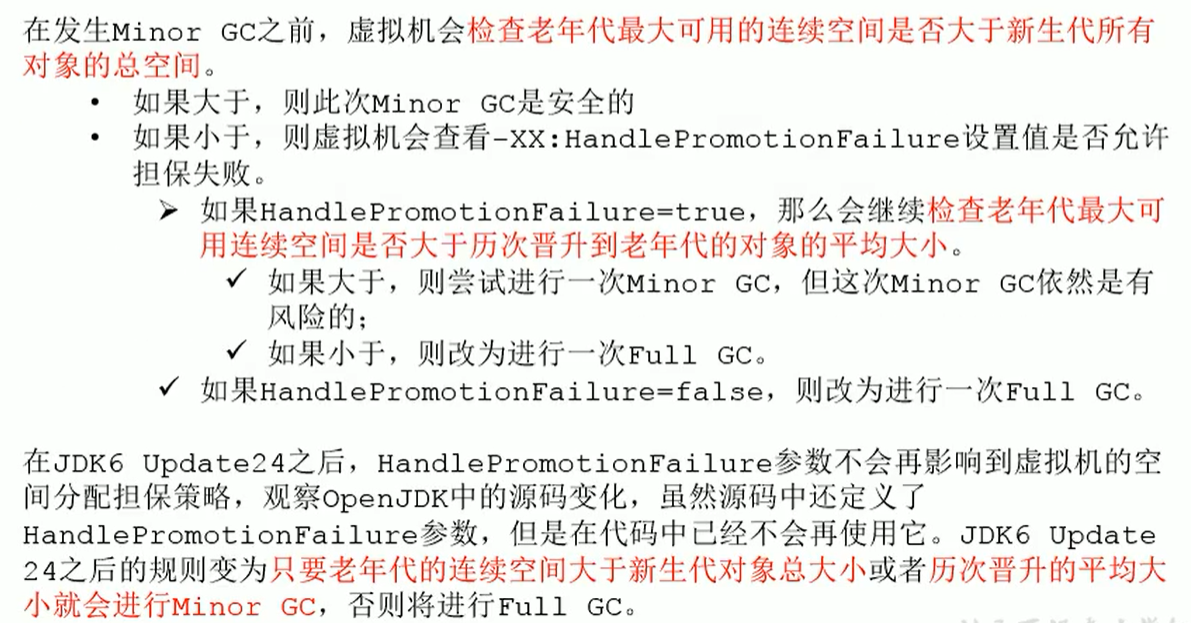 在发生Minor GC之前，虚拟机会检查老年代最大可用的连续空间是否大于新生代所有
对象的总空间。
• 如果大于，则此次Minor GC是安全的
• 如果小于，则虚拟机会查看-XX:HandlePromotionFailure设置值是否允许
担保失败。
➢ 如果HandlePromotionFailure=true，那么会继续检查老年代最大可
用连续空间是否大于历次晋升到老年代的对象的平均大小。
✓ 如果大于，则尝试进行一次Minor GC，但这次Minor GC依然是有
风险的；
✓ 如果小于，则改为进行一次Full GC。
✓ 如果HandlePromotionFailure=false，则改为进行一次Full GC。
在JDK6 Update24之后，HandlePromotionFailure参数不会再影响到虚拟机的空
间分配担保策略，观察OpenJDK中的源码变化，虽然源码中还定义了
HandlePromotionFailure参数，但是在代码中已经不会再使用它。JDK6 Update
24之后的规则变为只要老年代的连续空间大于新生代对象总大小或者历次晋升的平均大
小就会进行Minor GC，否则将进行Full GC。